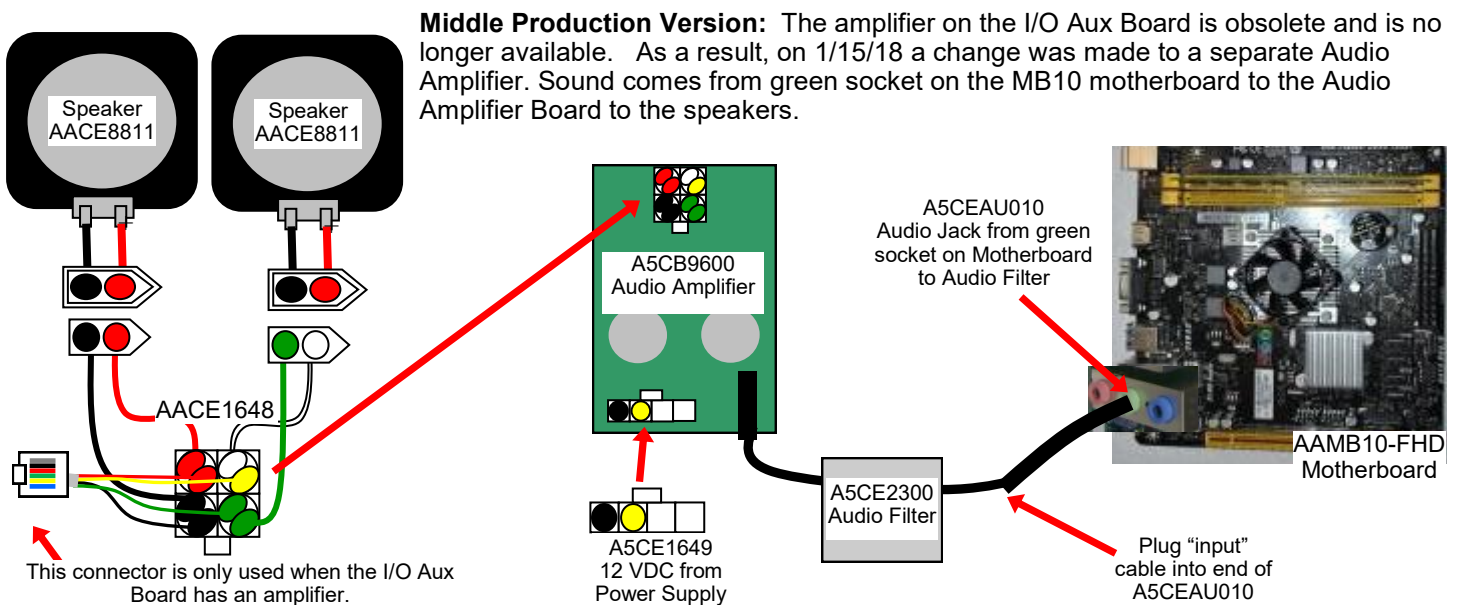 Middle Production Version: The amplifier on the I/O Aux Board is obsolete and is no
longer available. As a result, on 1/15/18 a change was made to a separate Audio
Amplifier. Sound comes from green socket on the MB10 motherboard to the Audio
Amplifier Board to the speakers.
Speaker
AACE8811
Speaker
AACE8811
AACE1648
This connector is only used when the I/O Aux
Board has an amplifier.
A5CB9600
Audio Amplifier
A5CE1649
12 VDC from
Power Supply
A5CEAU010
Audio Jack from green
socket on Motherboard
to Audio Filter
A5CE2300
Audio Filter
AAMB10-FHD
Motherboard
Plug “input”
cable into end of
A5CEAU010